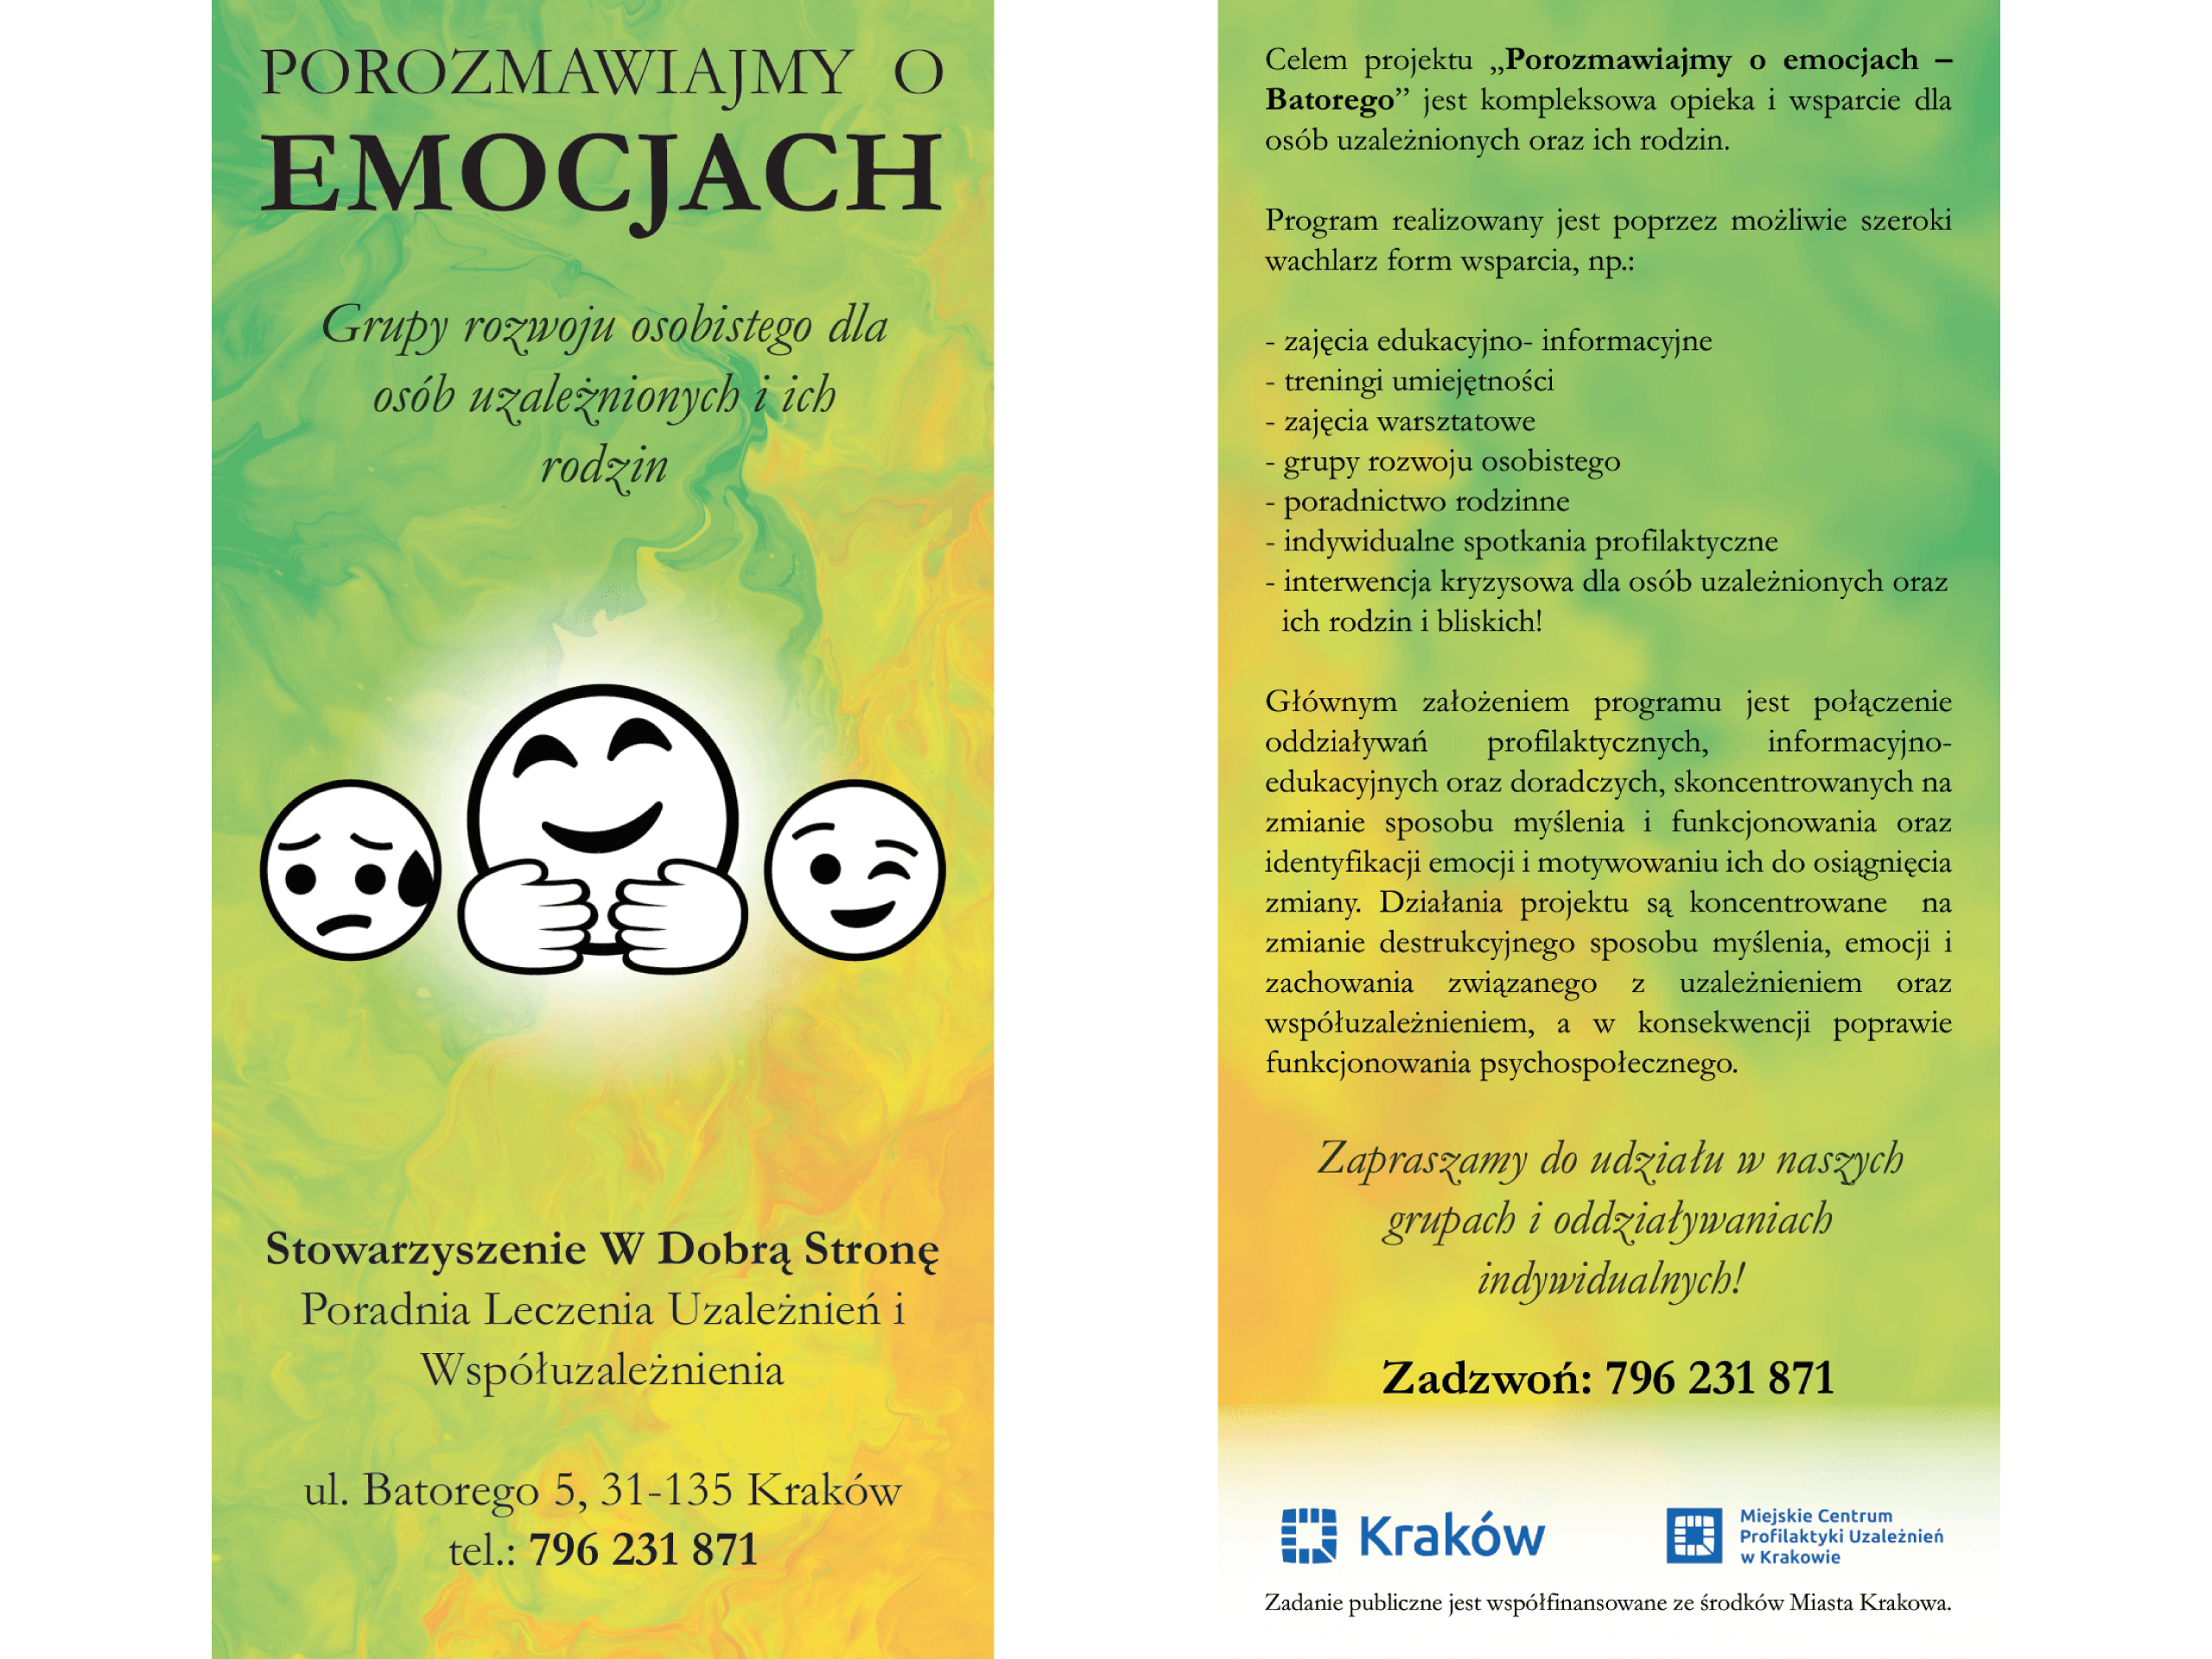 POROZMAWIAJMY O
EMOCJACH
Grupy rozwoju osobistego dla
osób uzależnionych i ich
rodzin
Stowarzyszenie W Dobrą Stronę
Poradnia Leczenia Uzależnień i
Współuzależnienia
ul. Batorego 5, 31-135 Kraków
tel.: 796 231 871
Celem projektu „Porozmawiajmy o emocjach –
Batorego” jest kompleksowa opieka i wsparcie dla
osób uzależnionych oraz ich rodzin.
Program realizowany jest poprzez możliwie szeroki
wachlarz form wsparcia, np.:
- zajęcia edukacyjno- informacyjne
- treningi umiejętności
- zajęcia warsztatowe
- grupy rozwoju osobistego
- poradnictwo rodzinne
- indywidualne spotkania profilaktyczne
- interwencja kryzysowa dla osób uzależnionych oraz
ich rodzin i bliskich!
Głównym założeniem programu jest połączenie
oddziaływań profilaktycznych, informacyjno-
edukacyjnych oraz doradczych, skoncentrowanych na
zmianie sposobu myślenia i funkcjonowania oraz
identyfikacji emocji i motywowaniu ich do osiągnięcia
zmiany. Działania projektu są koncentrowane na
zmianie destrukcyjnego sposobu myślenia, emocji i
zachowania związanego z uzależnieniem oraz
współuzależnieniem, a w konsekwencji poprawie
funkcjonowania psychospołecznego.
Zapraszamy do udziału w naszych
grupach i oddziaływaniach
indywidualnych!
Zadzwoń: 796 231 871
Kraków
Miejskie Centrum
Profilaktyki Uzależnień
w Krakowie
Zadanie publiczne jest współfinansowane ze środków Miasta Krakowa.